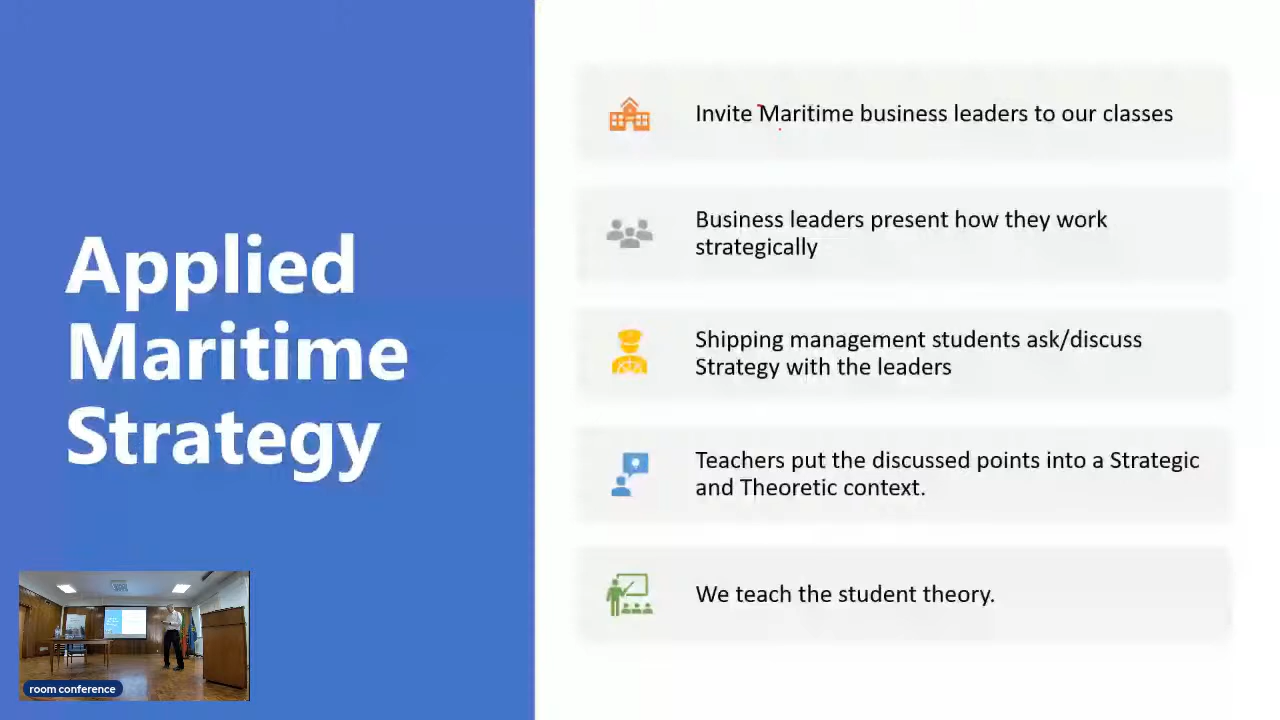 Applied
Maritime
Strategy
Invite Maritime business leaders to our classes
Business leaders present how they work
strategically
Shipping management students ask/discuss
Strategy with the leaders
Teachers put the discussed points into a Strategic
and Theoretic context.
We teach the student theory.
room conference